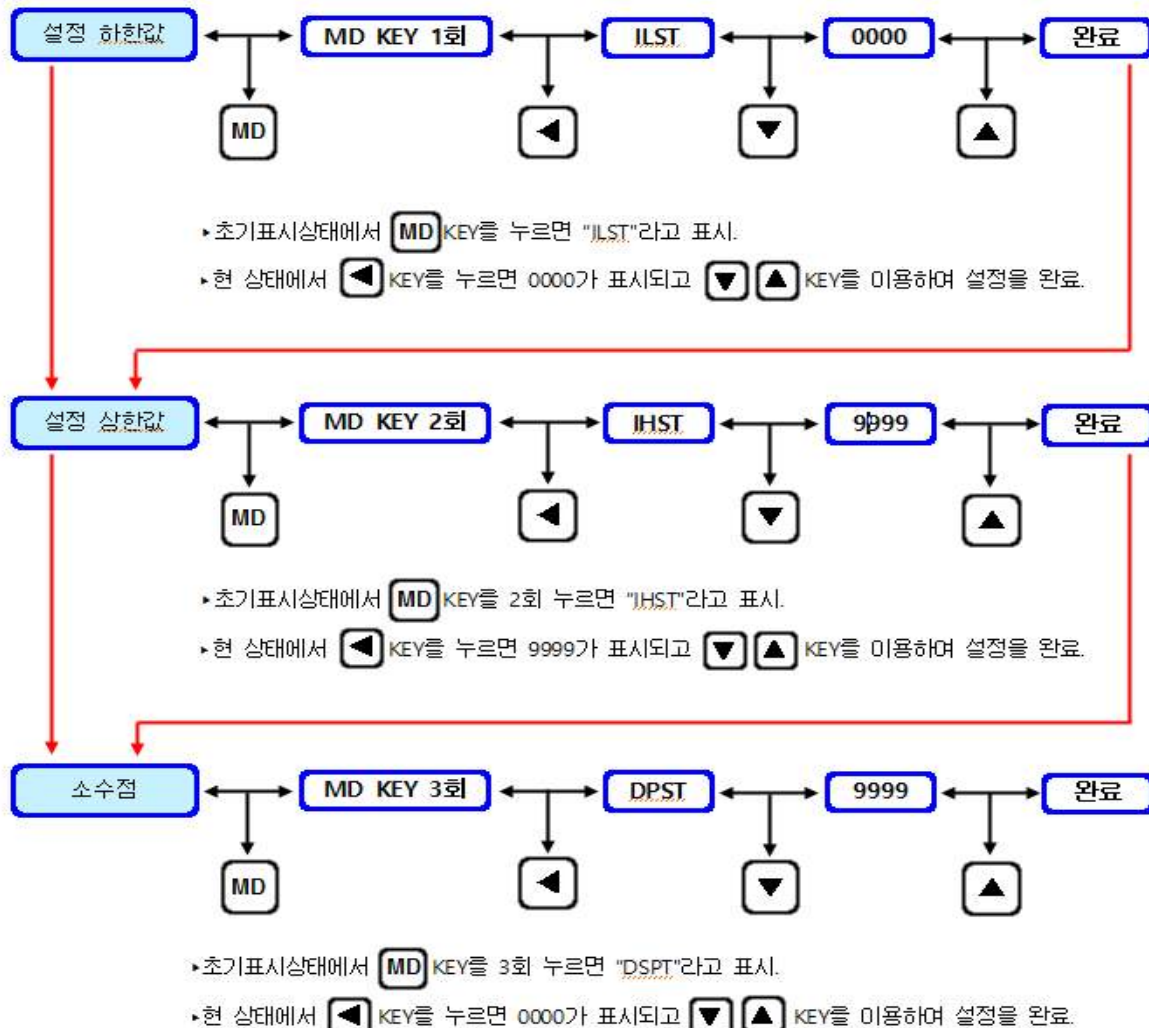 설정 하한값 MD KEY 1회 JLST 0000 완료
MD ◀ ▼ ▲
▸초기표시상태에서 MD KEY를 누르면 "JLST"라고 표시.
▸현 상태에서 ◀ KEY를 누르면 0000가 표시되고 ▼ ▲ KEY를 이용하여 설정을 완료.
설정 상한값 MD KEY 2회 JHST 9999 완료
MD ◀ ▼ ▲
▸초기표시상태에서 MD KEY를 2회 누르면 "JHST"라고 표시.
▸현 상태에서 ◀ KEY를 누르면 9999가 표시되고 ▼ ▲ KEY를 이용하여 설정을 완료.
소수점 MD KEY 3회 DPST 9999 완료
MD ◀ ▼ ▲
▸초기표시상태에서 MD KEY를 3회 누르면 "DSPT"라고 표시.
▸현 상태에서 ◀ KEY를 누르면 0000가 표시되고 ▼ ▲ KEY를 이용하여 설정을 완료.